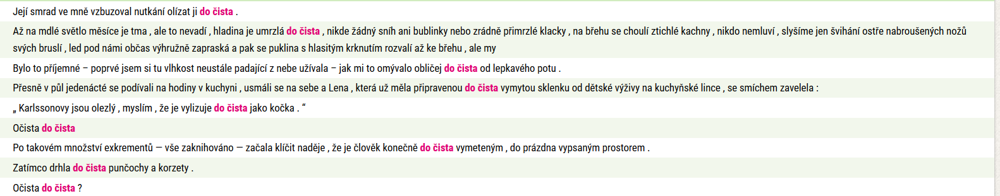 Její smrad ve mně vzbuzoval nutkání olízat ji do čista .
Až na mdlé světlo měsíce je tma , ale to nevadí , hladina je umrzlá do čista , nikde žádný sníh ani bublinky nebo zrádně přimrzlé klacky , na břehu se choulí ztichlé kachny , nikdo nemluví , slyšíme jen švihání ostře nabroušených nožů
svých bruslí , led pod námi občas výhružně zapraská a pak se puklina s hlasitým krknutím rozvalí až ke břehu , ale my
Bylo to příjemné – poprvé jsem si tu vlhkost neustále padající z nebe užívala – jak mi to omývalo obličej do čista od lepkavého potu .
Přesně v půl jedenácté se podívali na hodiny v kuchyni , usmáli se na sebe a Lena , která už měla připravenou do čista vymytou sklenku od dětské výživy na kuchyňské lince , se smíchem zavelela :
„ Karlssonovy jsou olezlý , myslím , že je vylizuje do čista jako kočka . “
Očista do čista
Po takovém množství exkrementů — vše zaknihováno — začala klíčit naděje , že je člověk konečně do čista vymeteným , do prázdna vypsaným prostorem .
Zatímco drhla do čista punčochy a korzety .
Očista do čista ?